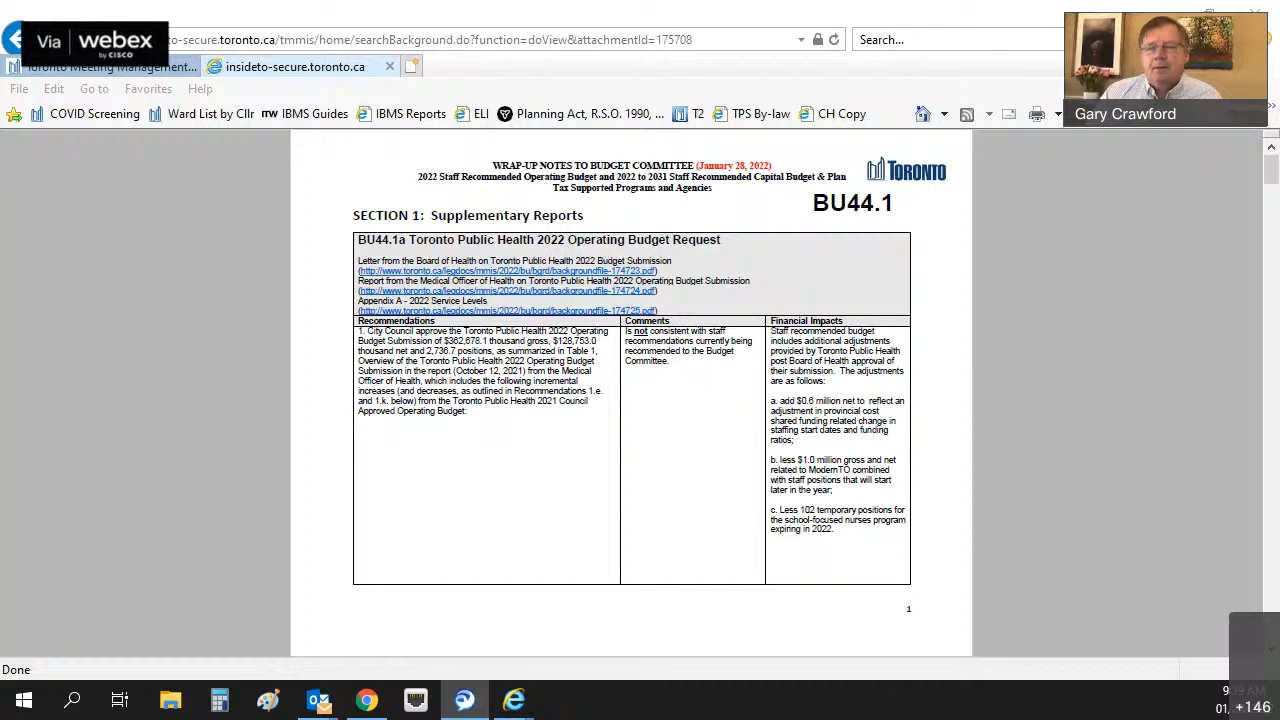 Via webex
by CISCO
o-secure.toronto.ca/tmmis/home/searchBackground.do?function=doView&attachmentId=175708
Search...
Toronto Meeting Management...
insideto-secure.toronto.ca
File Edit Go to Favorites Help
COVID Screening Ward List by Cllr ITW IBMS Guides IBMS Reports ELI Planning Act, R.S.O. 1990, ... T2 TPS By-law CH Copy
Gary Crawford
WRAP-UP NOTES TO BUDGET COMMITTEE (January 28, 2022)
2022 Staff Recommended Operating Budget and 2022 to 2031 Staff Recommended Capital Budget & Plan
Tax Supported Programs and Agencies
TORONTO
BU44.1
SECTION 1: Supplementary Reports
BU44.1a Toronto Public Health 2022 Operating Budget Request
Letter from the Board of Health on Toronto Public Health 2022 Budget Submission
(http://www.toronto.ca/legdocs/mmis/2022/bu/bgrd/backgroundfile-174723.pdf)
Report from the Medical Officer of Health on Toronto Public Health 2022 Operating Budget Submission
(http://www.toronto.ca/legdocs/mmis/2022/bu/bgrd/backgroundfile-174724.pdf)
Appendix A - 2022 Service Levels
(http://www.toronto.ca/legdocs/mmis/2022/bu/bgrd/backgroundfile-174725.pdf)
Recommendations
1. City Council approve the Toronto Public Health 2022 Operating
Budget Submission of $362,678.1 thousand gross, $128,753.0
thousand net and 2,736.7 positions, as summarized in Table 1,
Overview of the Toronto Public Health 2022 Operating Budget
Submission in the report (October 12, 2021) from the Medical
Officer of Health, which includes the following incremental
increases (and decreases, as outlined in Recommendations 1.e.
and 1.k. below) from the Toronto Public Health 2021 Council
Approved Operating Budget:
Comments
Is not consistent with staff
recommendations currently being
recommended to the Budget
Committee.
Financial Impacts
Staff recommended budget
includes additional adjustments
provided by Toronto Public Health
post Board of Health approval of
their submission. The adjustments
are as follows:
a. add $0.6 million net to reflect an
adjustment in provincial cost
shared funding related change in
staffing start dates and funding
ratios;
b. less $1.0 million gross and net
related to ModernTO combined
with staff positions that will start
later in the year;
c. Less 102 temporary positions for
the school-focused nurses program
expiring in 2022.
1
Done
+146